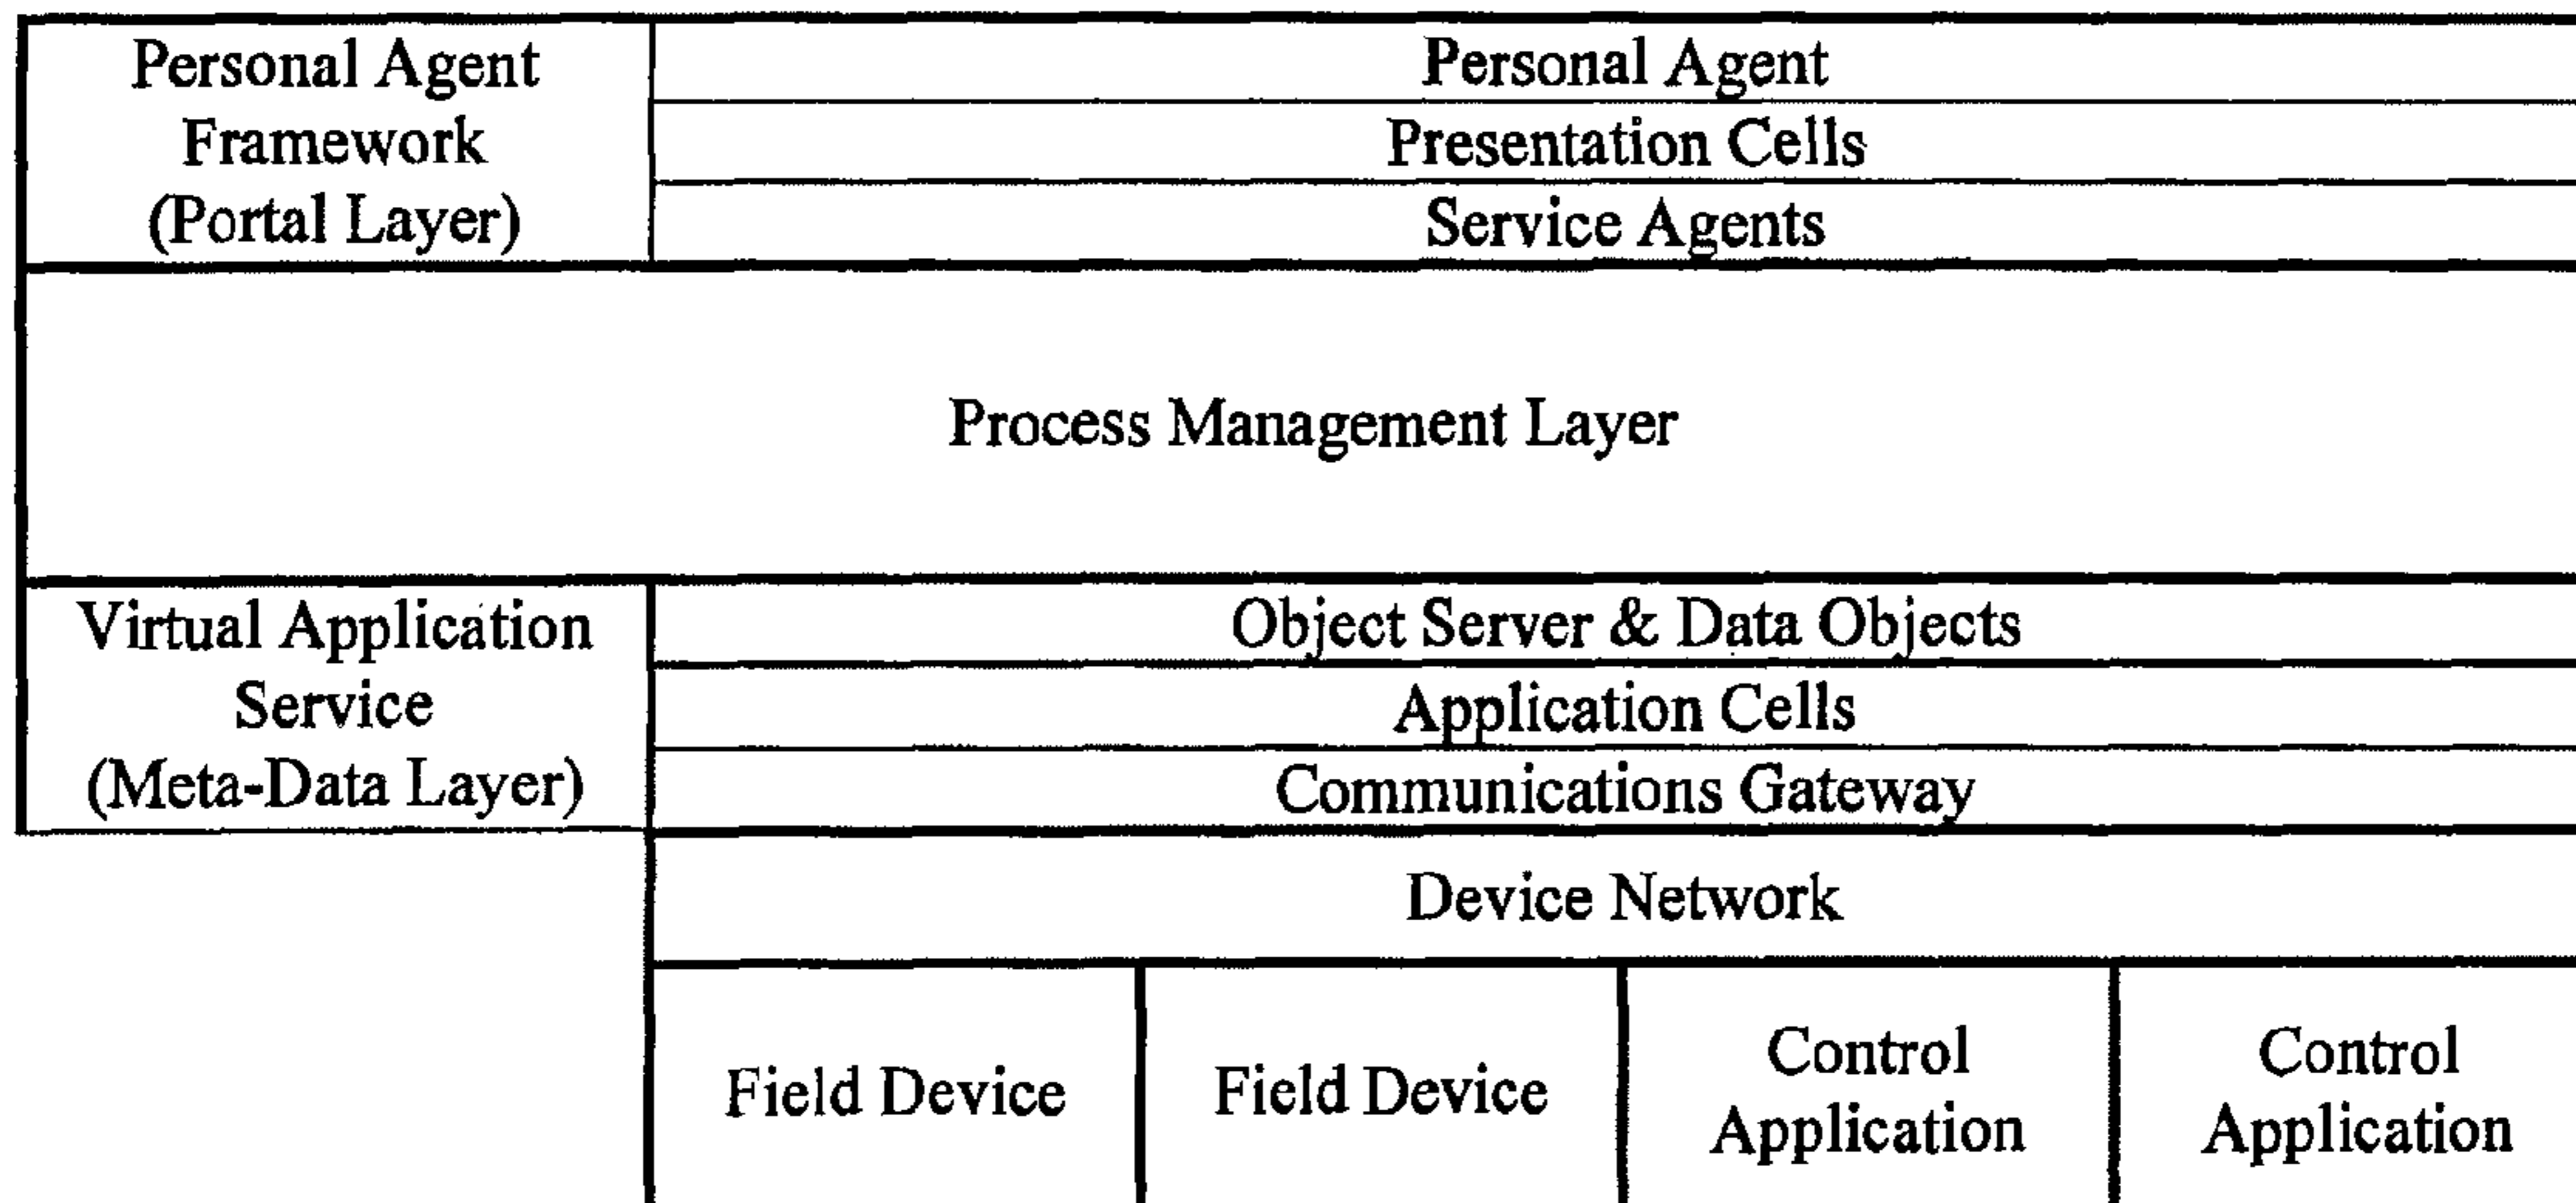 Personal Agent
Framework
(Portal Layer)
Personal Agent
Presentation Cells
Service Agents
Process Management Layer
Virtual Application
Service
(Meta-Data Layer)
Object Server & Data Objects
Application Cells
Communications Gateway
Device Network
Field Device
Field Device
Control
Application
Control
Application